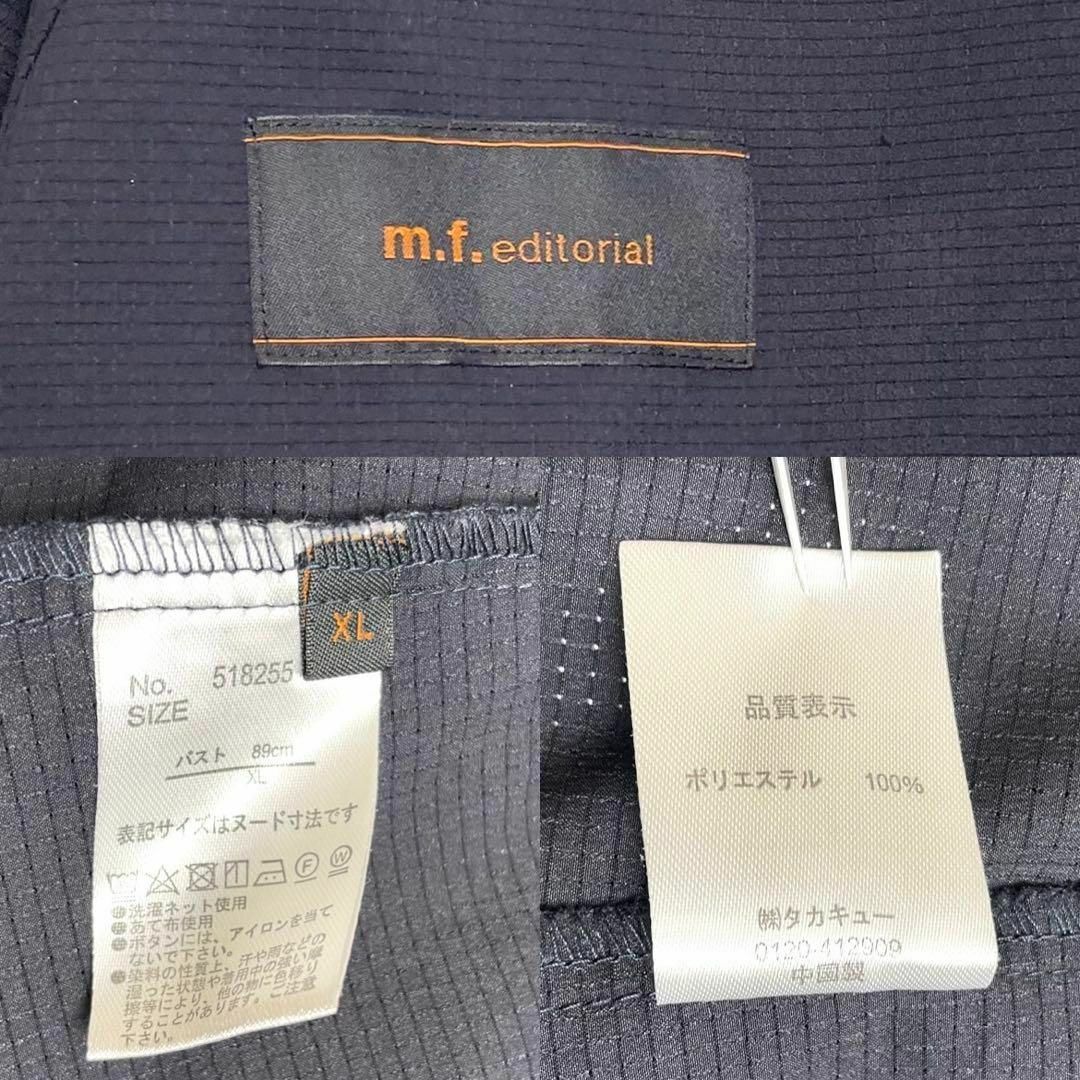 m.f. editorial
XL
No. 518255
SIZE
バスト 89cm
XL
表記サイズはヌード寸法です
F W
●洗濯ネット使用
●あて布使用
●ボタンには、アイロンを当て
ないで下さい。
●染料の性質上、汗や雨などの
湿った状態や着用中の強い摩
擦等により、他の物に色移り
することがあります。ご注意
下さい。
品質表示
ポリエステル 100%
㈱タカキュー
0120-412909
中国製